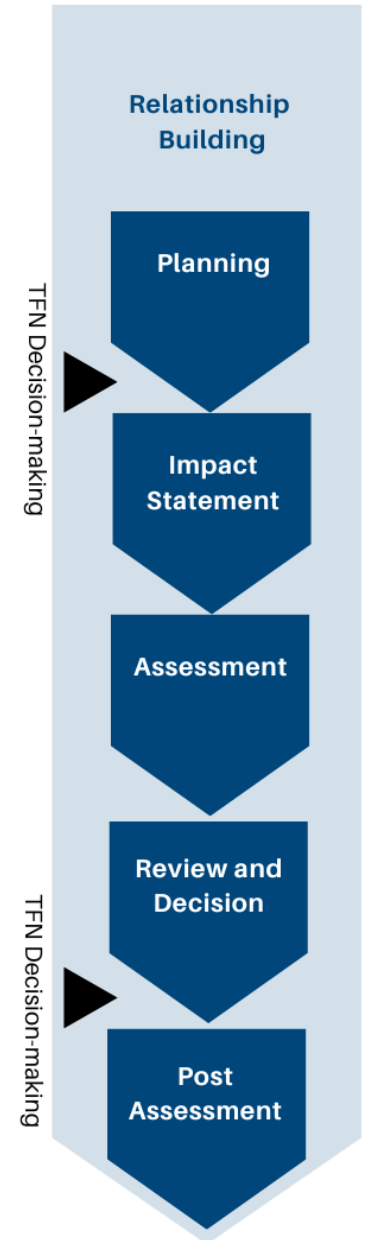 Relationship
Building
Planning
TFN Decision-making
Impact
Statement
Assessment
Review and
Decision
TFN Decision-making
Post
Assessment